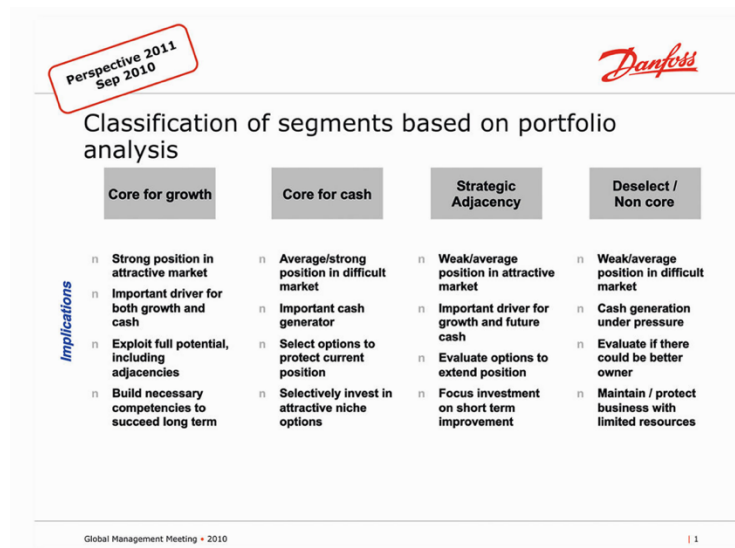 Perspective 2011
Sep 2010
Danfoss
Classification of segments based on portfolio
analysis
Core for growth
Core for cash
Strategic
Adjacency
Deselect /
Non core
Implications
n Strong position in
attractive market
n Important driver for
both growth and
cash
n Exploit full potential,
including
adjacencies
n Build necessary
competencies to
succeed long term
n Average/strong
position in difficult
market
n Important cash
generator
n Select options to
protect current
position
n Selectively invest in
attractive niche
options
n Weak/average
position in attractive
market
n Important driver for
growth and future
cash
n Evaluate options to
extend position
n Focus investment
on short term
improvement
n Weak/average
position in difficult
market
n Cash generation
under pressure
n Evaluate if there
could be better
owner
n Maintain / protect
business with
limited resources
Global Management Meeting • 2010
| 1